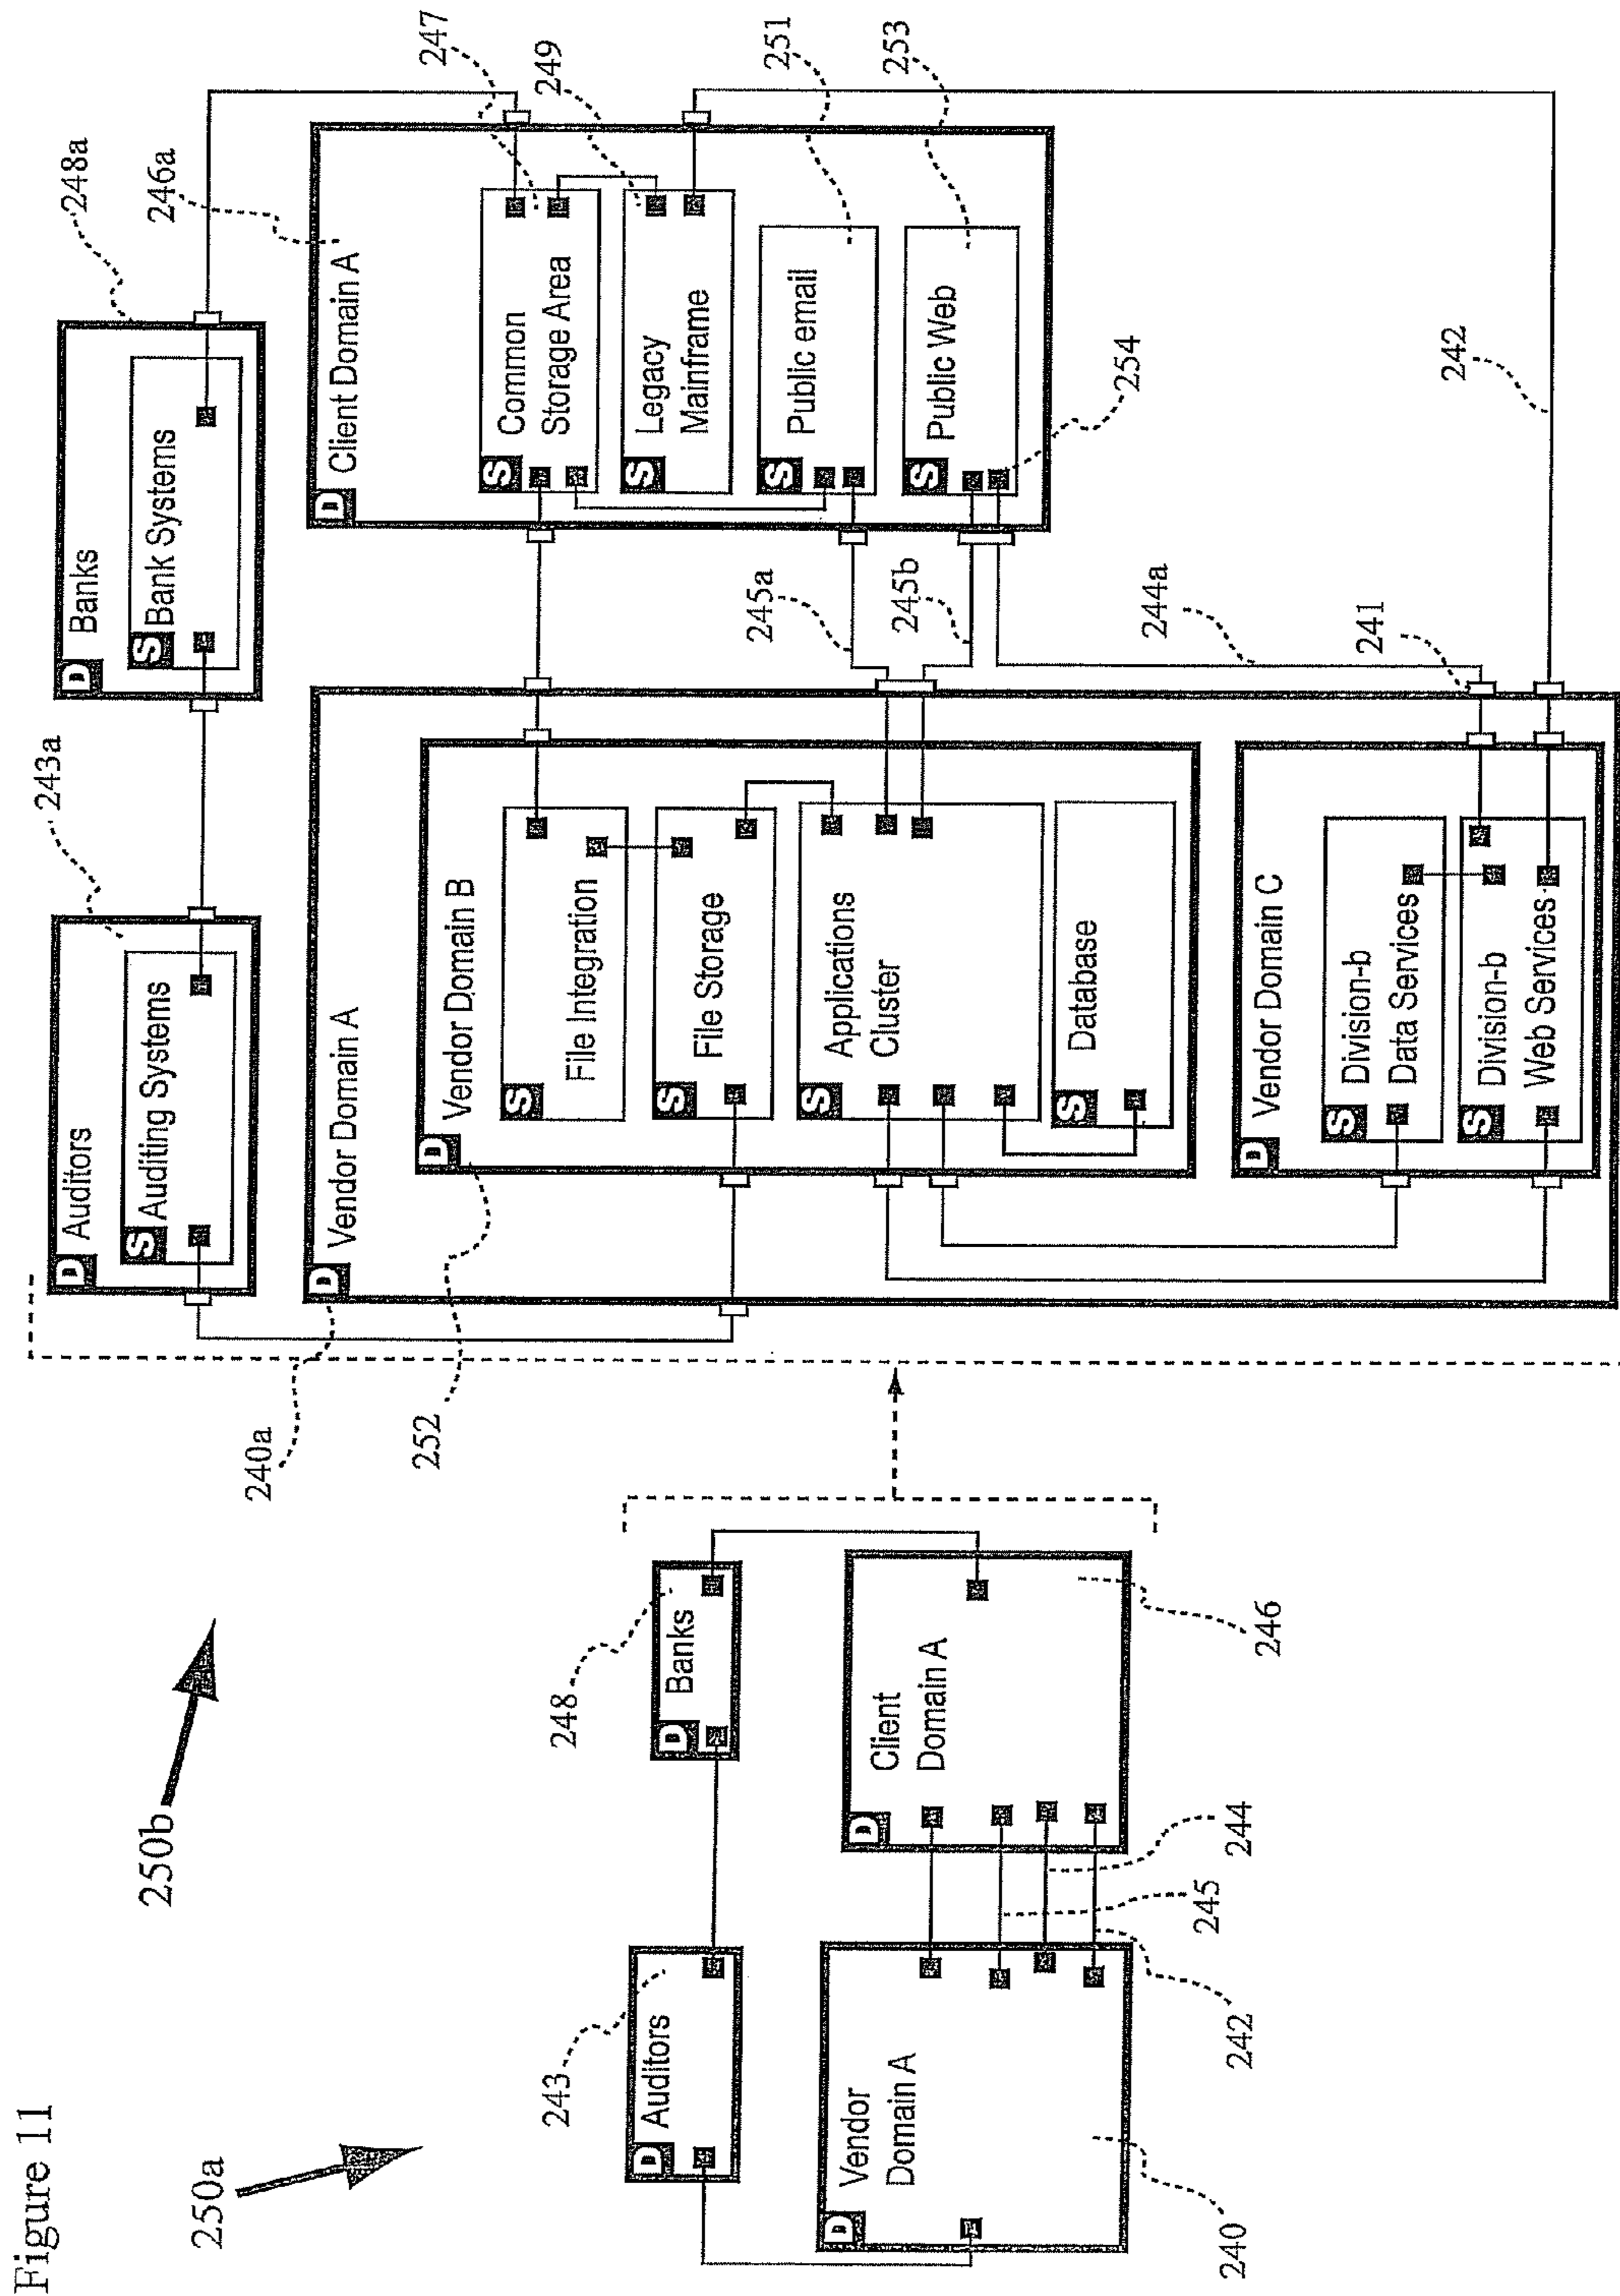 Figure 11
250a
250b
243
D Auditors
248
D
Banks
D
Vendor
Domain A
240
D
Client
Domain A
246
245
244
242
243a
D Auditors
S Auditing Systems
248a
D Banks
S Bank Systems
240a
D Vendor Domain A
252
D Vendor Domain B
S
File Integration
S
File Storage
S Applications
Cluster
S Database
D Vendor Domain C
S Division-b
Data Services
S Division-b
Web Services
246a
D Client Domain A
247
S Common
Storage Area
249
S Legacy
Mainframe
251
S Public email
253
S Public Web
254
245a
245b
244a
241
242